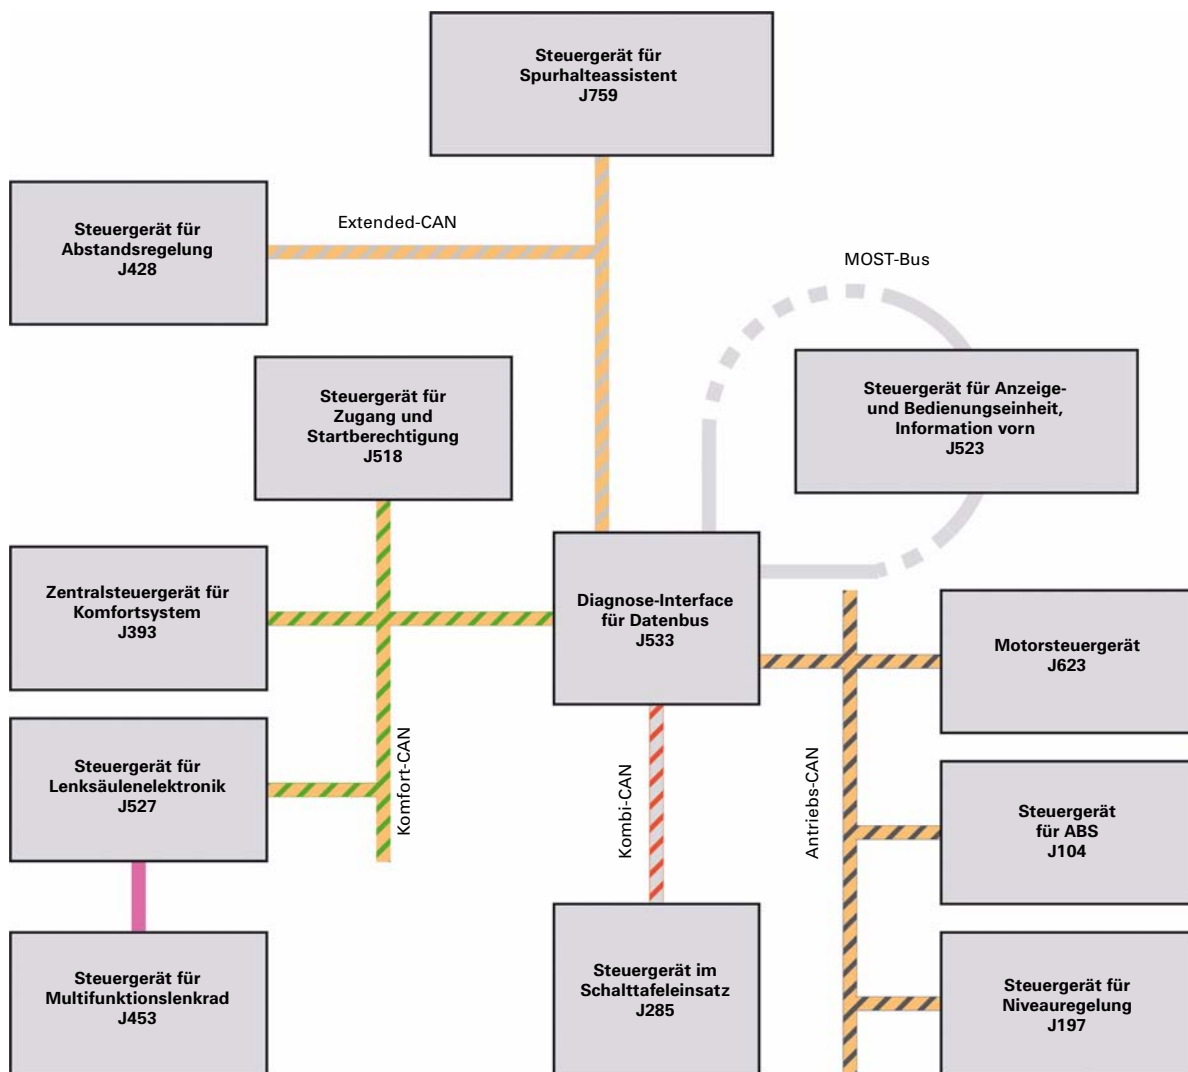 Steuergerät für
Spurhalteassistent
J759
Steuergerät für
Abstandsregelung
J428
Extended-CAN
MOST-Bus
Steuergerät für
Zugang und
Startberechtigung
J518
Steuergerät für Anzeige-
und Bedienungseinheit,
Information vorn
J523
Zentralsteuergerät für
Komfortsystem
J393
Diagnose-Interface
für Datenbus
J533
Motorsteuergerät
J623
Steuergerät für
Lenksäulenelektronik
J527
Komfort-CAN
Kombi-CAN
Antriebs-CAN
Steuergerät
für ABS
J104
Steuergerät für
Multifunktionslenkrad
J453
Steuergerät im
Schalttafeleinsatz
J285
Steuergerät für
Niveauregelung
J197